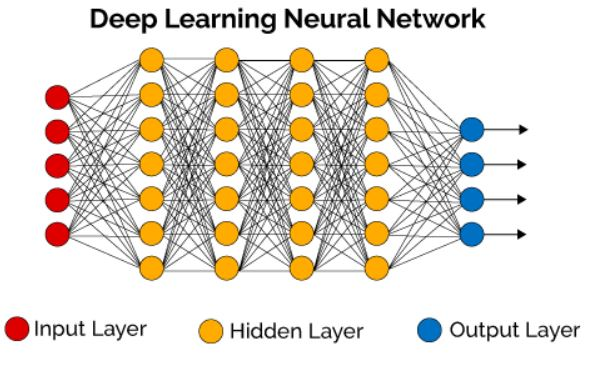 Deep Learning Neural Network
Input Layer
Hidden Layer
Output Layer